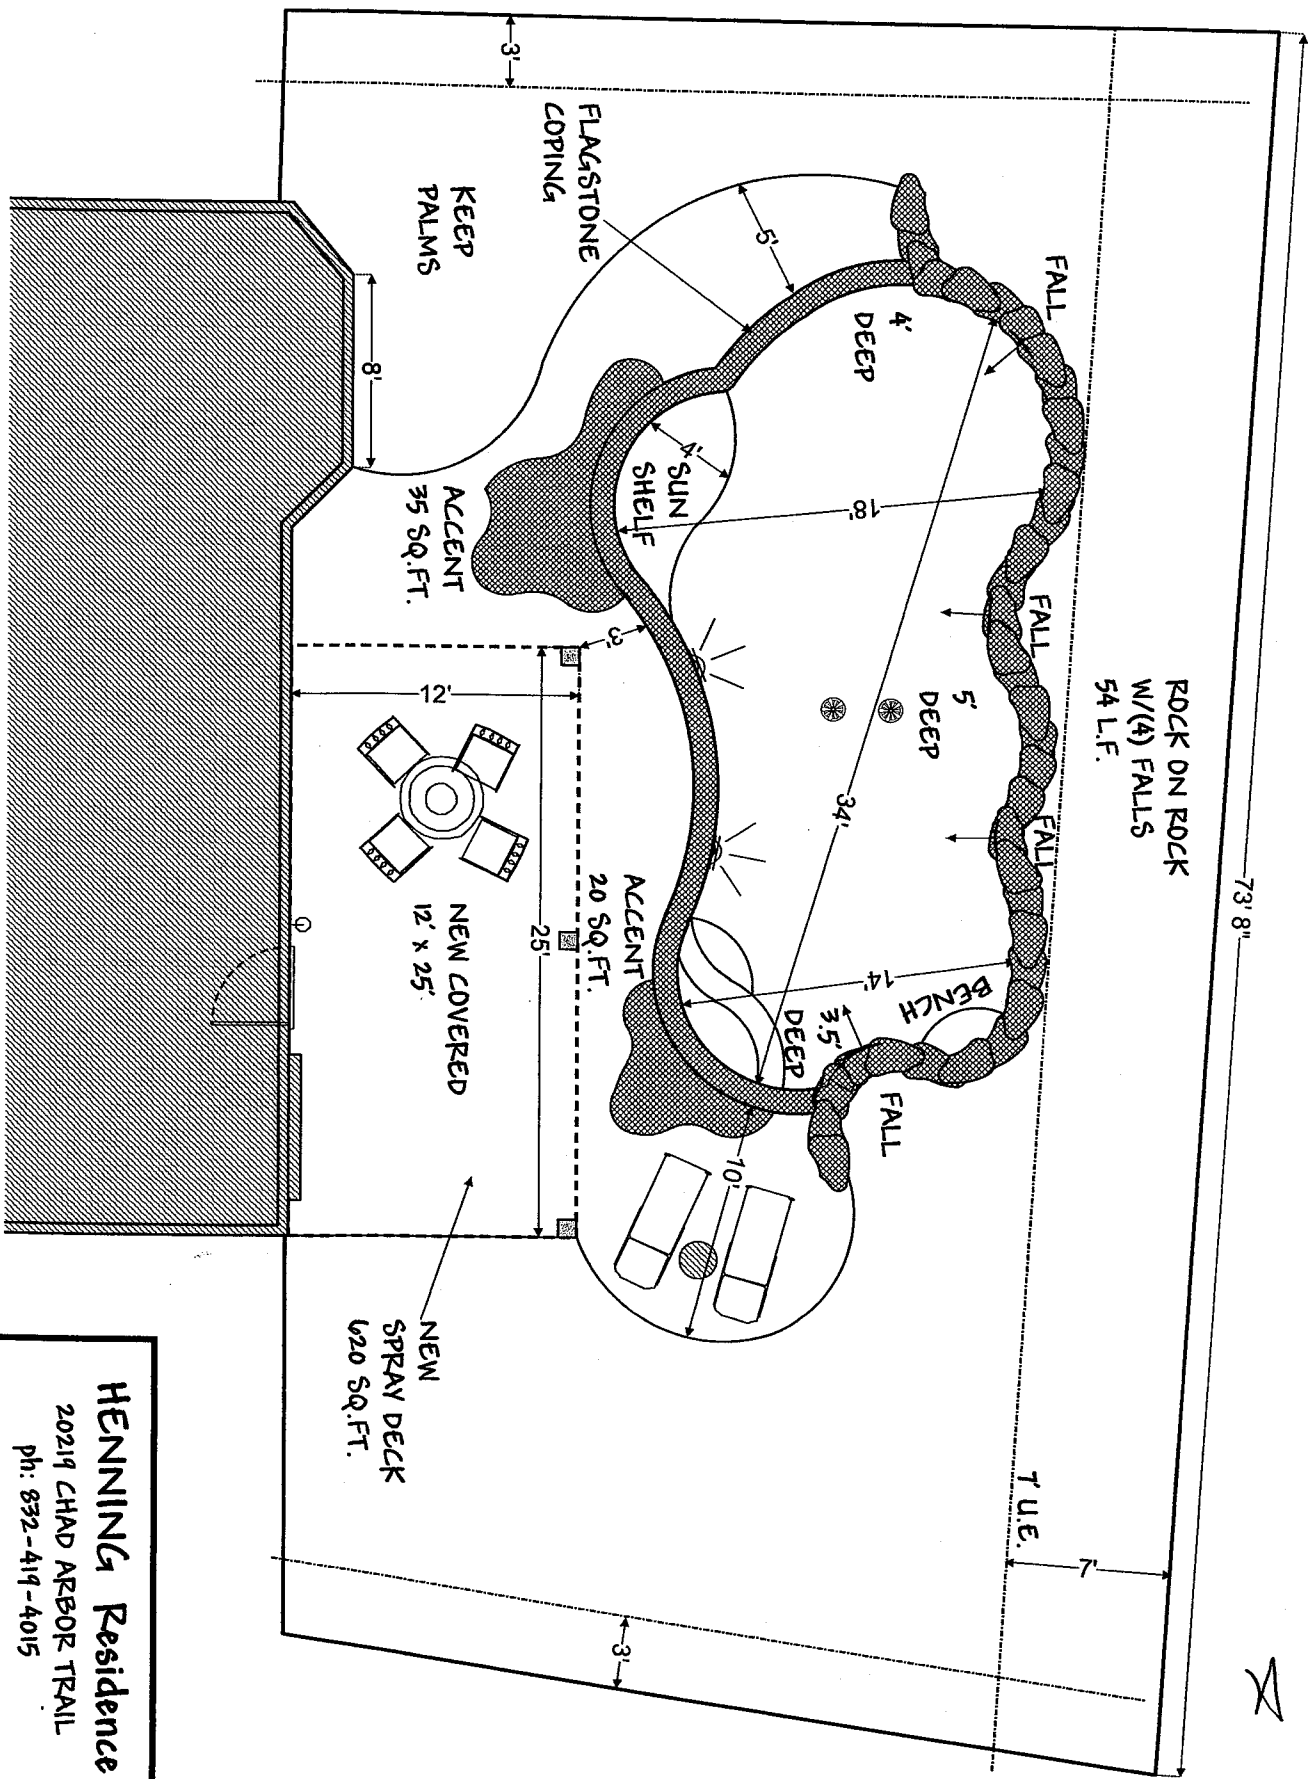 73' 8"
ROCK ON ROCK
W/(4) FALLS
54 L.F.
7' U.E.
7'
3'
FALL
FALL
FALL
FALL
FLAGSTONE
COPING
5'
4'
DEEP
34'
5'
DEEP
18'
14'
BENCH
3.5'
DEEP
4'
SUN
SHELF
KEEP
PALMS
8'
ACCENT
35 SQ.FT.
3'
12'
25'
ACCENT
20 SQ.FT.
NEW COVERED
12' x 25'
10'
NEW
SPRAY DECK
620 SQ.FT.
3'
HENNING Residence
20219 CHAD ARBOR TRAIL
ph: 832-419-4015